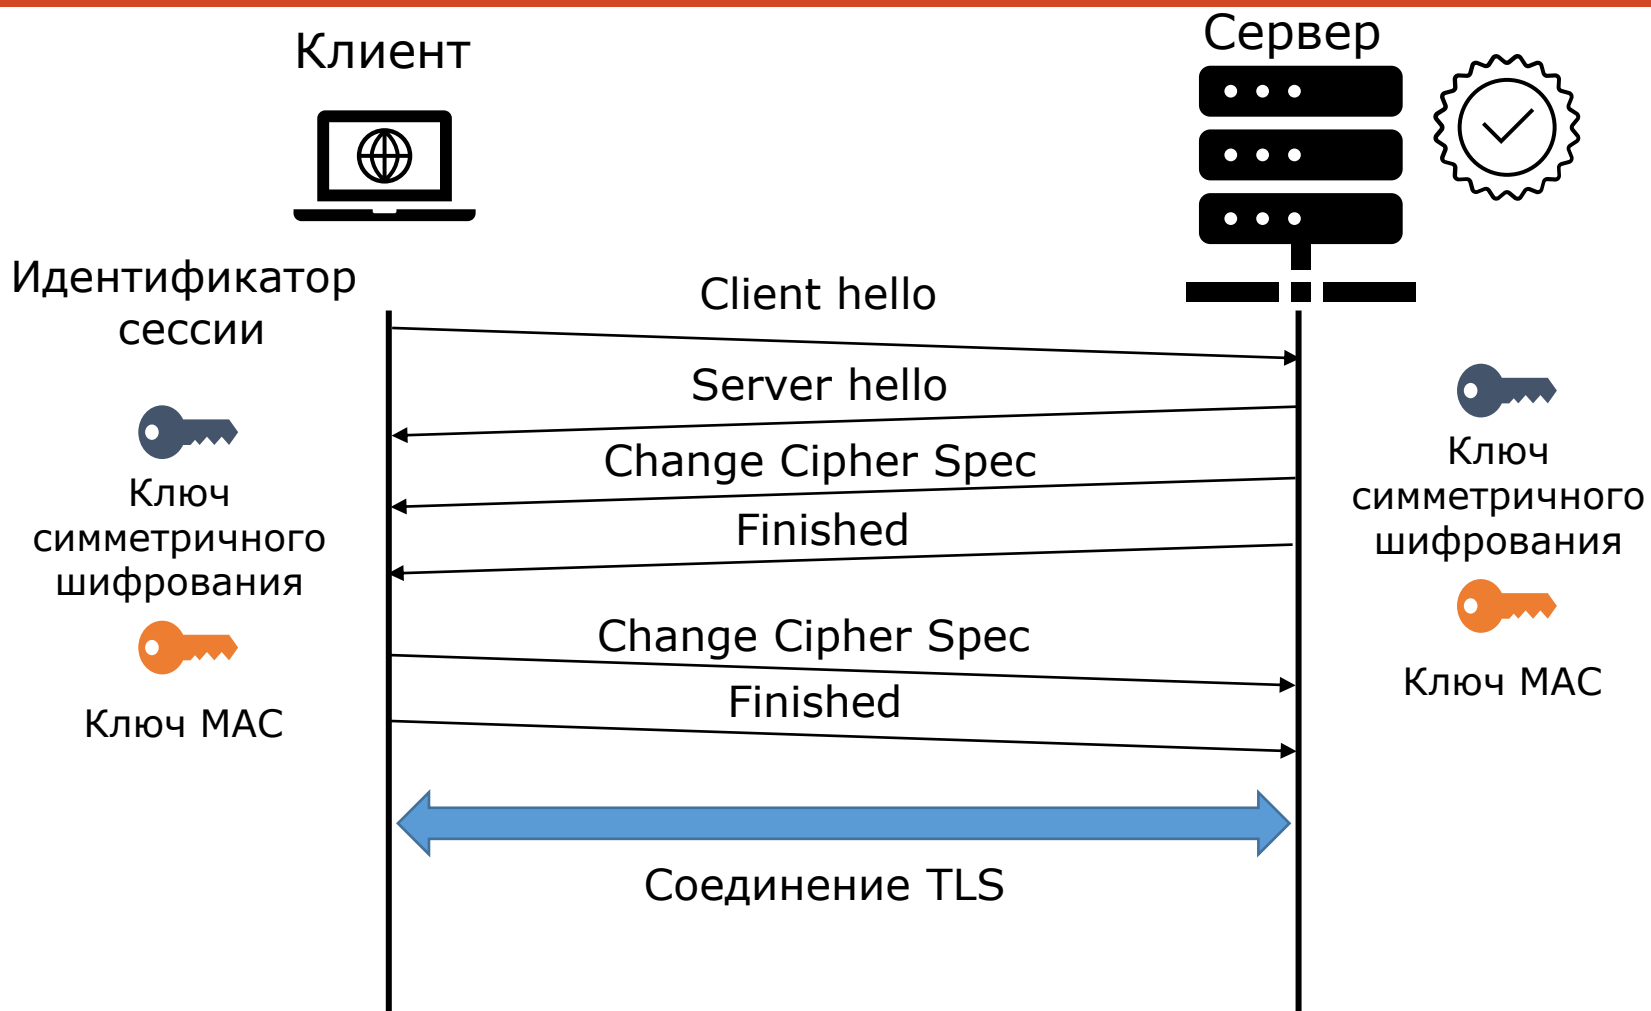 Клиент
Сервер
Идентификатор
сессии
Client hello
Server hello
Change Cipher Spec
Finished
Change Cipher Spec
Finished
Ключ
симметричного
шифрования
Ключ MAC
Ключ
симметричного
шифрования
Ключ MAC
Соединение TLS